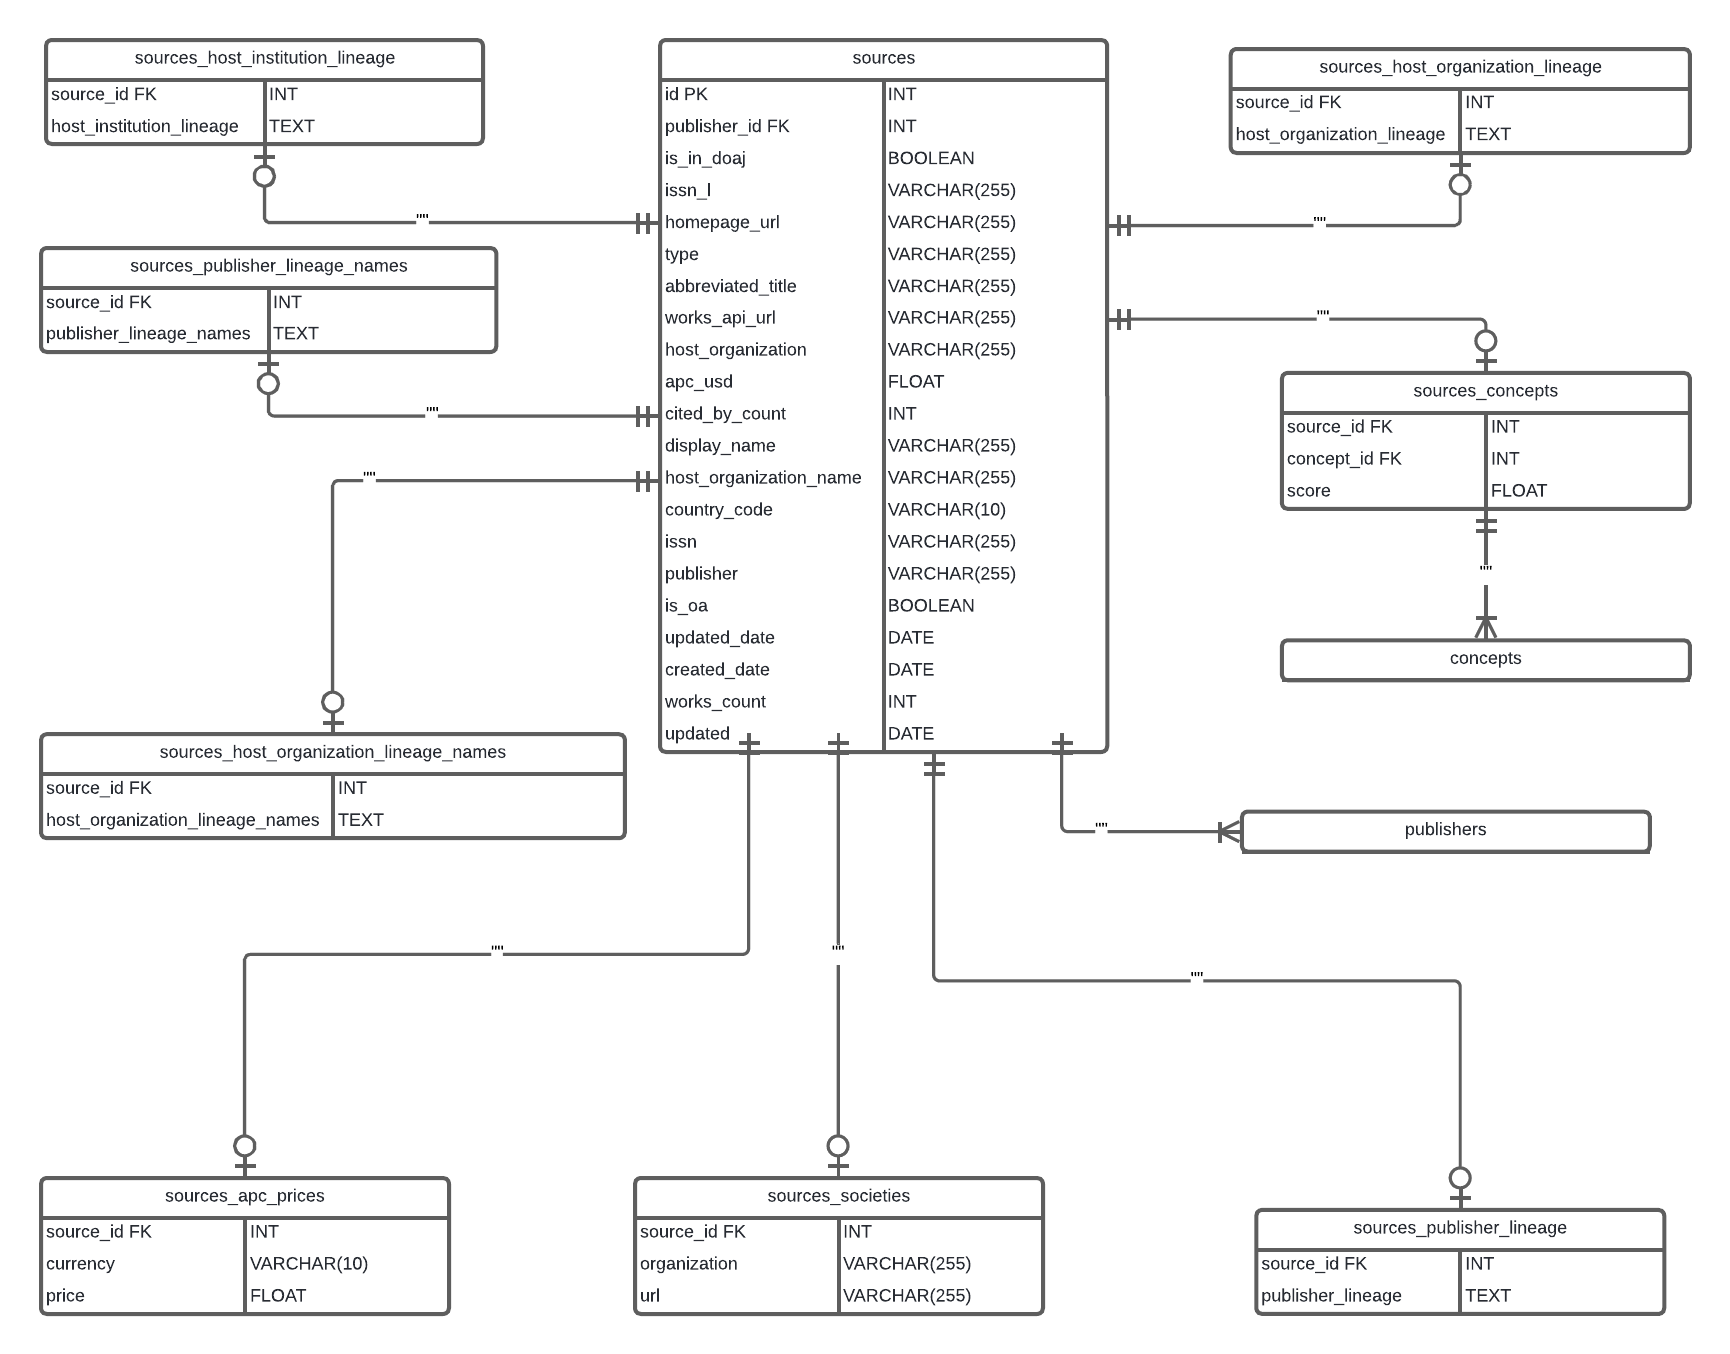 sources_host_institution_lineage
source_id FK INT
host_institution_lineage TEXT
""
sources_publisher_lineage_names
source_id FK INT
publisher_lineage_names TEXT
""
""
sources_host_organization_lineage_names
source_id FK INT
host_organization_lineage_names TEXT
sources
id PK INT
publisher_id FK INT
is_in_doaj BOOLEAN
issn_l VARCHAR(255)
homepage_url VARCHAR(255)
type VARCHAR(255)
abbreviated_title VARCHAR(255)
works_api_url VARCHAR(255)
host_organization VARCHAR(255)
apc_usd FLOAT
cited_by_count INT
display_name VARCHAR(255)
host_organization_name VARCHAR(255)
country_code VARCHAR(10)
issn VARCHAR(255)
publisher VARCHAR(255)
is_oa BOOLEAN
updated_date DATE
created_date DATE
works_count INT
updated DATE
sources_host_organization_lineage
source_id FK INT
host_organization_lineage TEXT
""
""
sources_concepts
source_id FK INT
concept_id FK INT
score FLOAT
""
concepts
""
publishers
""
""
""
sources_apc_prices
source_id FK INT
currency VARCHAR(10)
price FLOAT
sources_societies
source_id FK INT
organization VARCHAR(255)
url VARCHAR(255)
sources_publisher_lineage
source_id FK INT
publisher_lineage TEXT